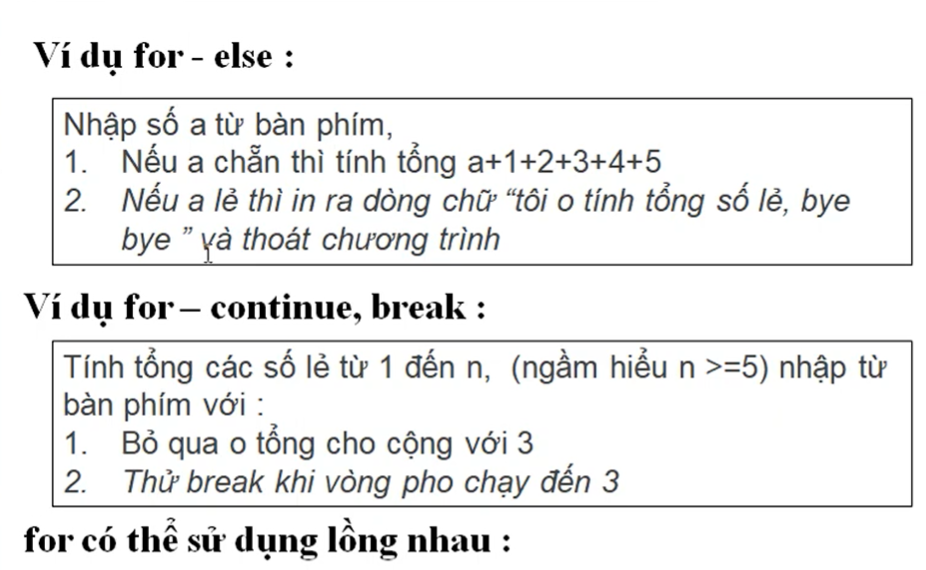 Ví dụ for - else :
Nhập số a từ bàn phím,
1. Nếu a chẵn thì tính tổng a+1+2+3+4+5
2. Nếu a lẻ thì in ra dòng chữ “tôi o tính tổng số lẻ, bye
bye ” và thoát chương trình
Ví dụ for – continue, break :
Tính tổng các số lẻ từ 1 đến n, (ngầm hiểu n >=5) nhập từ
bàn phím với :
1. Bỏ qua o tổng cho cộng với 3
2. Thử break khi vòng pho chạy đến 3
for có thể sử dụng lồng nhau :